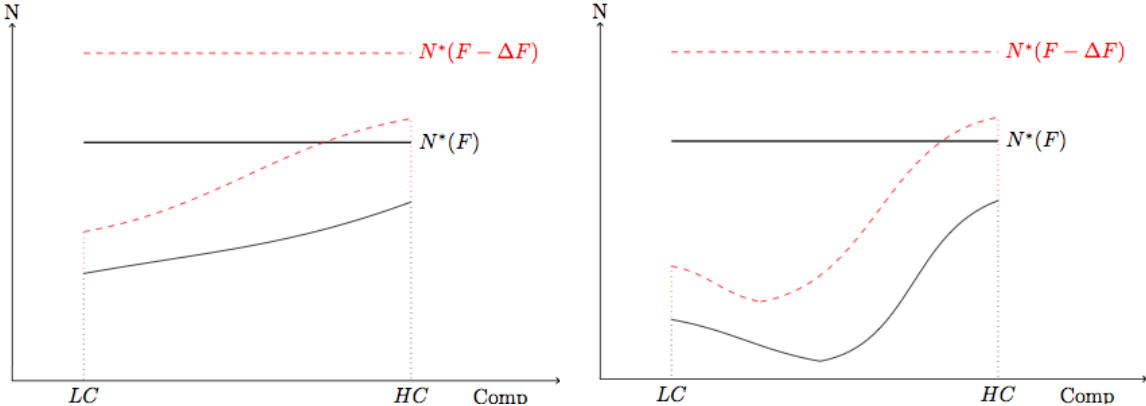 N
N*(F − ΔF)
N*(F)
LC
HC
Comp
N
N*(F − ΔF)
N*(F)
LC
HC
Comp